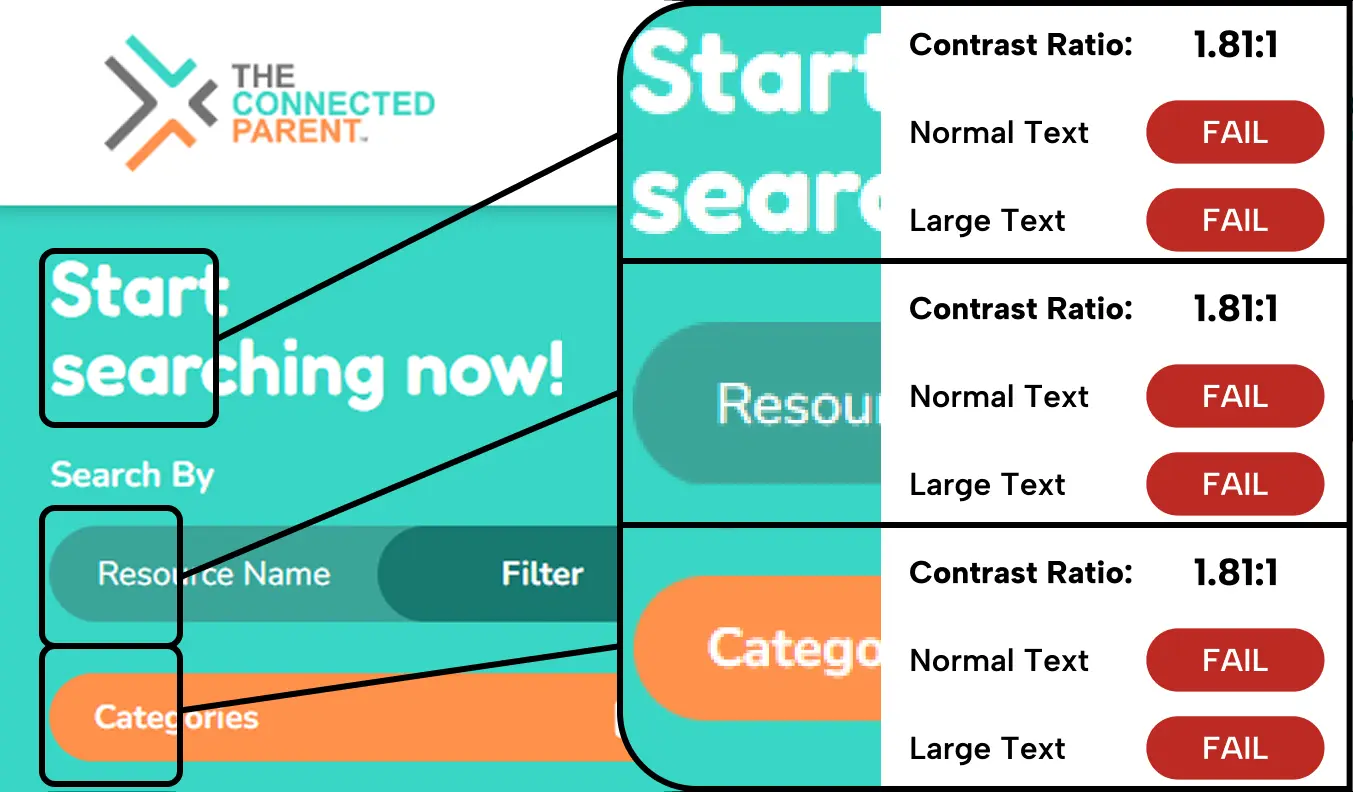 THE
CONNECTED
PARENT™
Start
searching now!
Search By
Resource Name
Filter
Categories
Start
searc
Contrast Ratio: 1.81:1
Normal Text FAIL
Large Text FAIL
Resour
Contrast Ratio: 1.81:1
Normal Text FAIL
Large Text FAIL
Catego
Contrast Ratio: 1.81:1
Normal Text FAIL
Large Text FAIL